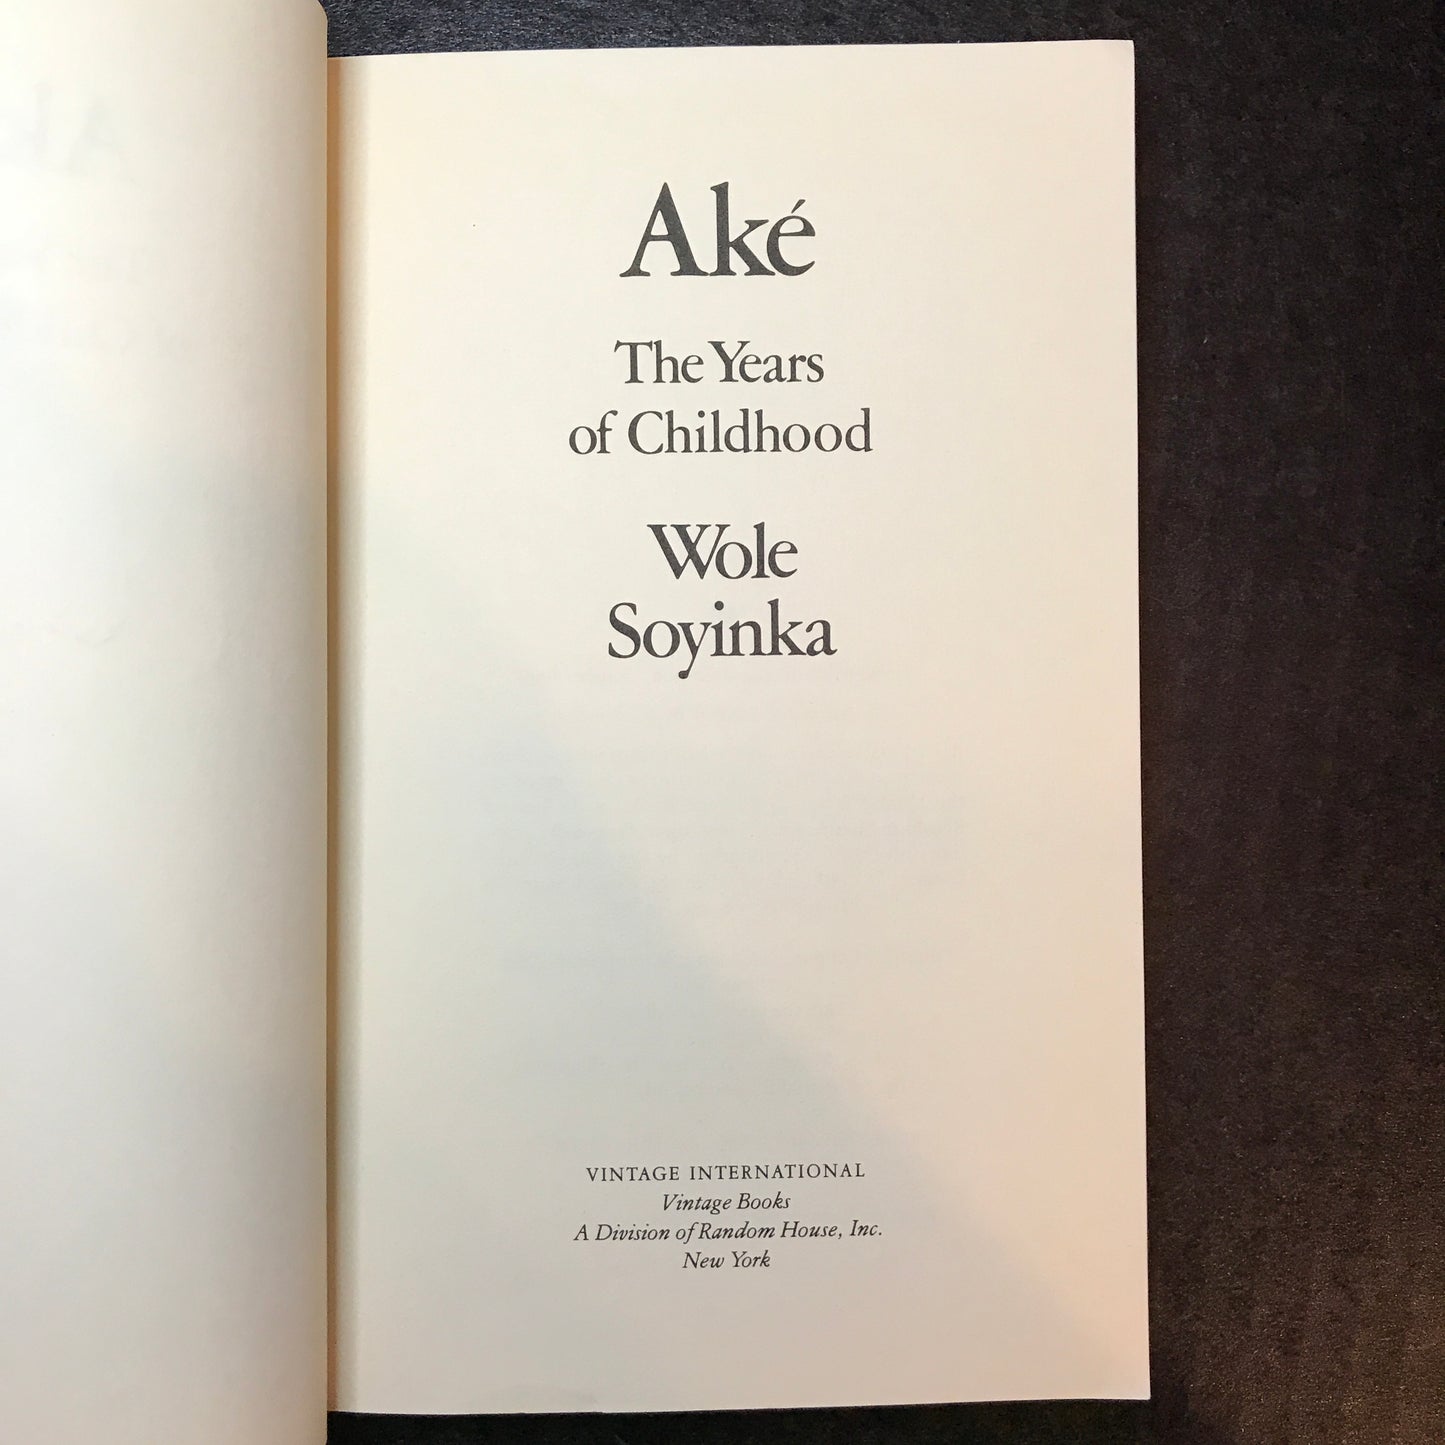 Aké
The Years
of Childhood
Wole
Soyinka
VINTAGE INTERNATIONAL
Vintage Books
A Division of Random House, Inc.
New York